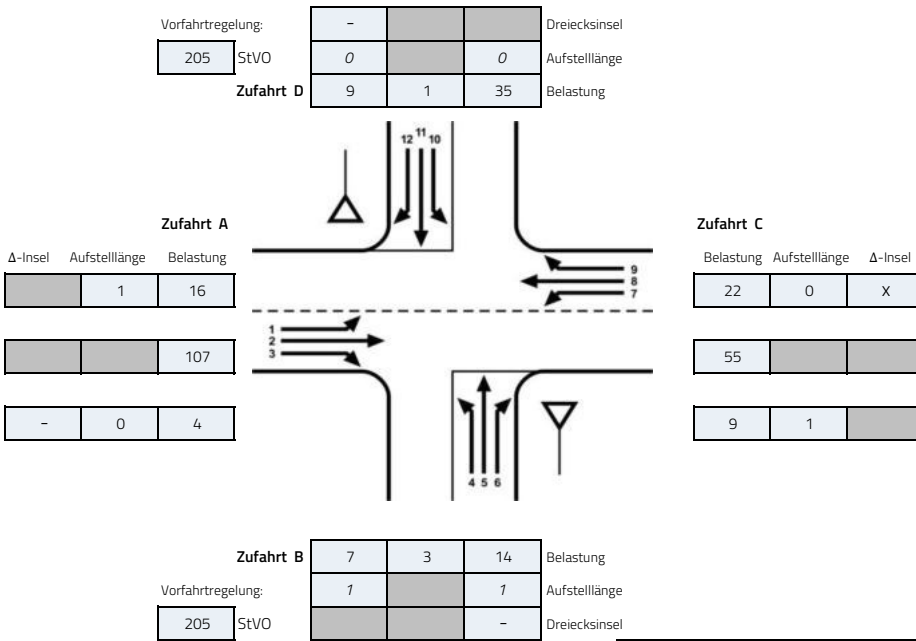 Vorfahrtregelung: - Dreiecksinsel
205 StVO 0 0 Aufstelllänge
Zufahrt D 9 1 35 Belastung
12 11 10
Zufahrt A Zufahrt C
Δ-Insel Aufstelllänge Belastung Belastung Aufstelllänge Δ-Insel
1 16 9 8 7 22 0 X
107 1 2 3 55
- 0 4 9 1
4 5 6
Zufahrt B 7 3 14 Belastung
Vorfahrtregelung: 1 1 Aufstelllänge
205 StVO - Dreiecksinsel